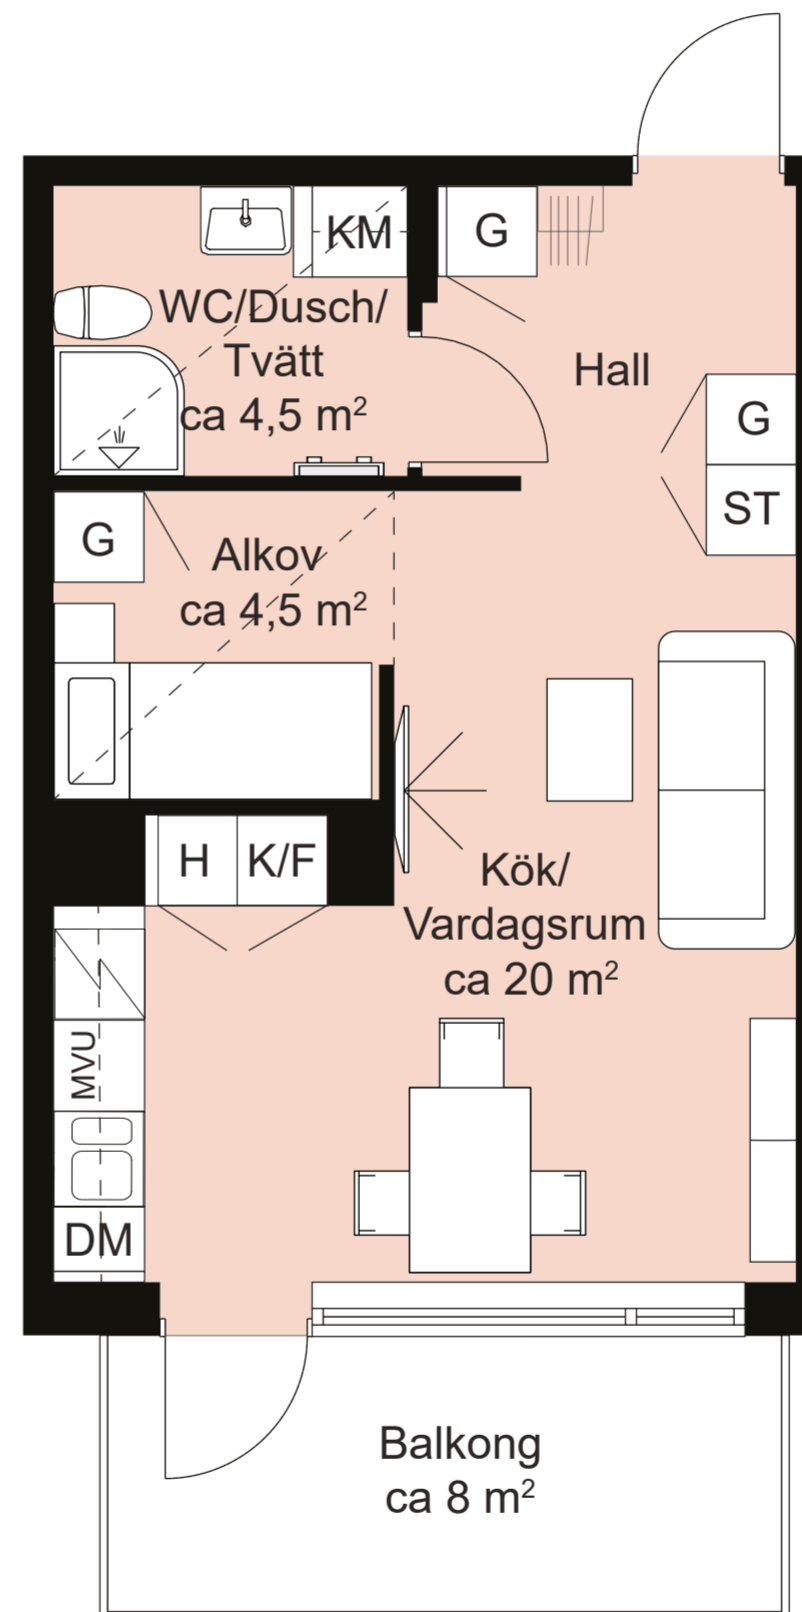 KM
G
WC/Dusch/
Tvätt
ca 4,5 m²
Hall
G
ST
G
Alkov
ca 4,5 m²
H
K/F
Kök/
Vardagsrum
ca 20 m²
MVU
DM
Balkong
ca 8 m²